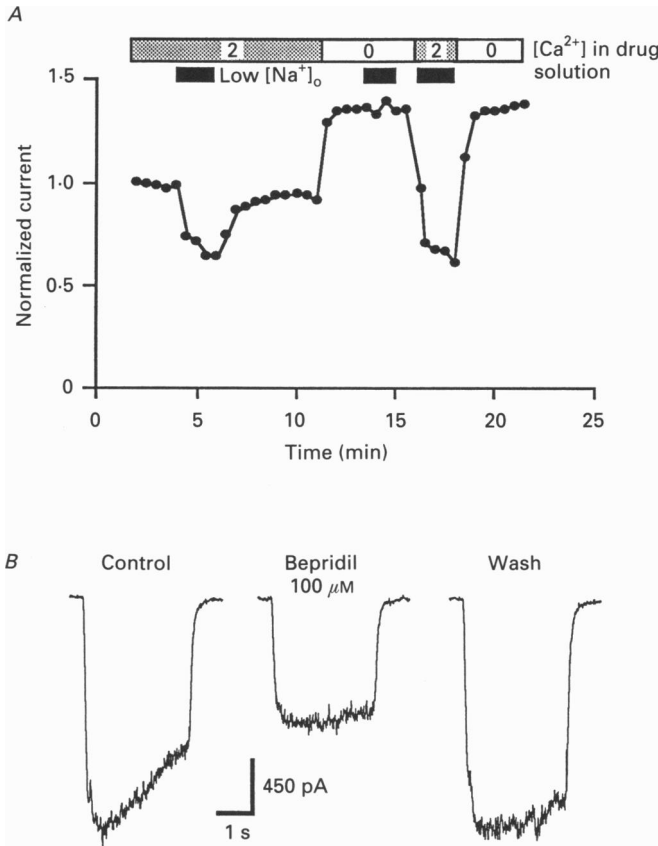 A
2 0 2 0 [Ca²⁺] in drug
solution
Low [Na⁺]ₒ
1·5
1·0
0·5
0
Normalized current
0 5 10 15 20 25
Time (min)
B
Control Bepridil Wash
100 μM
450 pA
1 s